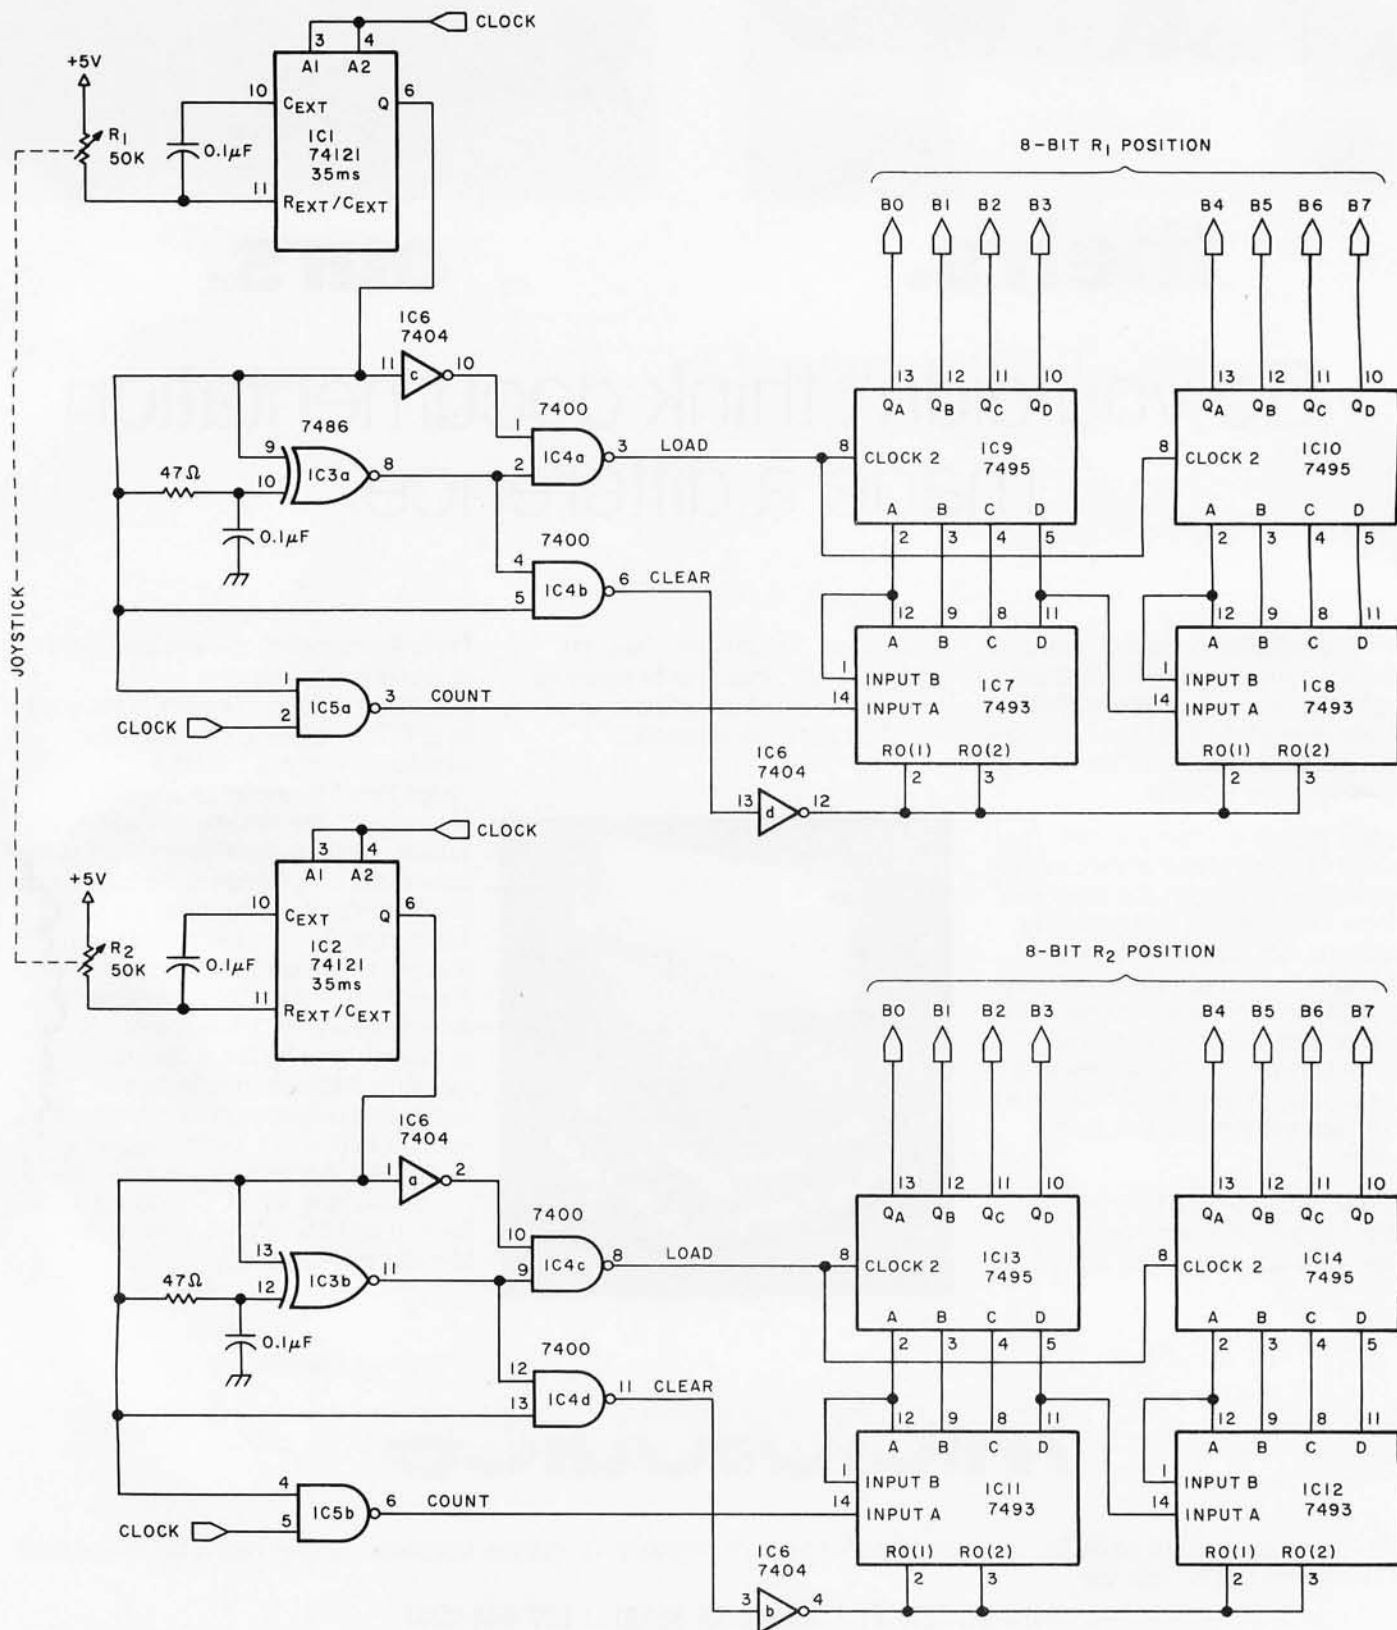 CLOCK
3 4
A1 A2
+5V
10 CEXT Q 6
R1
50K
0.1µF
IC1
74121
35ms
11 REXT/CEXT
8-BIT R1 POSITION
B0 B1 B2 B3 B4 B5 B6 B7
IC6
7404
11 c 10
7400
1
2
IC4a 3 LOAD
7486
9
10
IC3a 8
47Ω
0.1µF
13 12 11 10
QA QB QC QD
8 CLOCK 2
IC9
7495
A B C D
2 3 4 5
13 12 11 10
QA QB QC QD
8 CLOCK 2
IC10
7495
A B C D
2 3 4 5
JOYSTICK
7400
4
5
IC4b 6 CLEAR
1
2
IC5a 3 COUNT
CLOCK
12 9 8 11
A B C D
1 INPUT B
14 INPUT A
IC7
7493
RO(1) RO(2)
2 3
12 9 8 11
A B C D
1 INPUT B
14 INPUT A
IC8
7493
RO(1) RO(2)
2 3
IC6
7404
13 d 12
CLOCK
3 4
A1 A2
+5V
10 CEXT Q 6
R2
50K
0.1µF
IC2
74121
35ms
11 REXT/CEXT
8-BIT R2 POSITION
B0 B1 B2 B3 B4 B5 B6 B7
IC6
7404
1 a 2
7400
10
9
IC4c 8 LOAD
13
12
IC3b 11
47Ω
0.1µF
13 12 11 10
QA QB QC QD
8 CLOCK 2
IC13
7495
A B C D
2 3 4 5
13 12 11 10
QA QB QC QD
8 CLOCK 2
IC14
7495
A B C D
2 3 4 5
7400
12
13
IC4d 11 CLEAR
4
5
IC5b 6 COUNT
CLOCK
12 9 8 11
A B C D
1 INPUT B
14 INPUT A
IC11
7493
RO(1) RO(2)
2 3
12 9 8 11
A B C D
1 INPUT B
14 INPUT A
IC12
7493
RO(1) RO(2)
2 3
IC6
7404
3 b 4